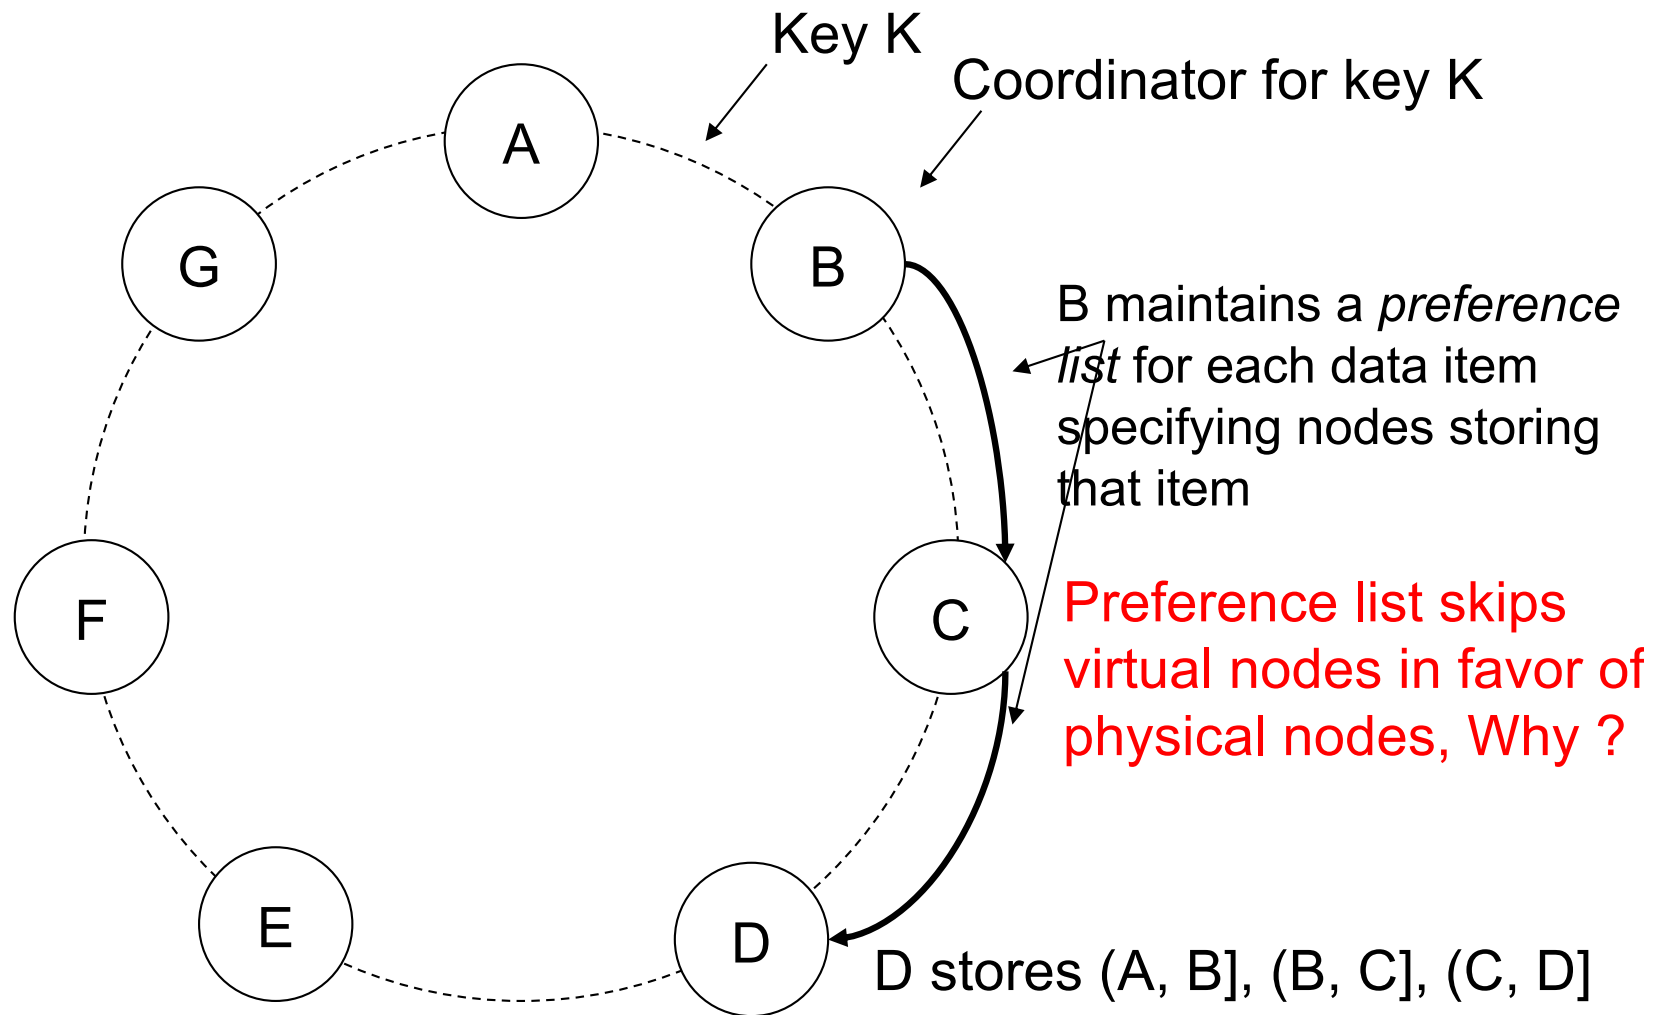 Key K
Coordinator for key K
A
G
B
B maintains a preference
list for each data item
specifying nodes storing
that item
Preference list skips
virtual nodes in favor of
physical nodes, Why ?
F
C
E
D
D stores (A, B], (B, C], (C, D]